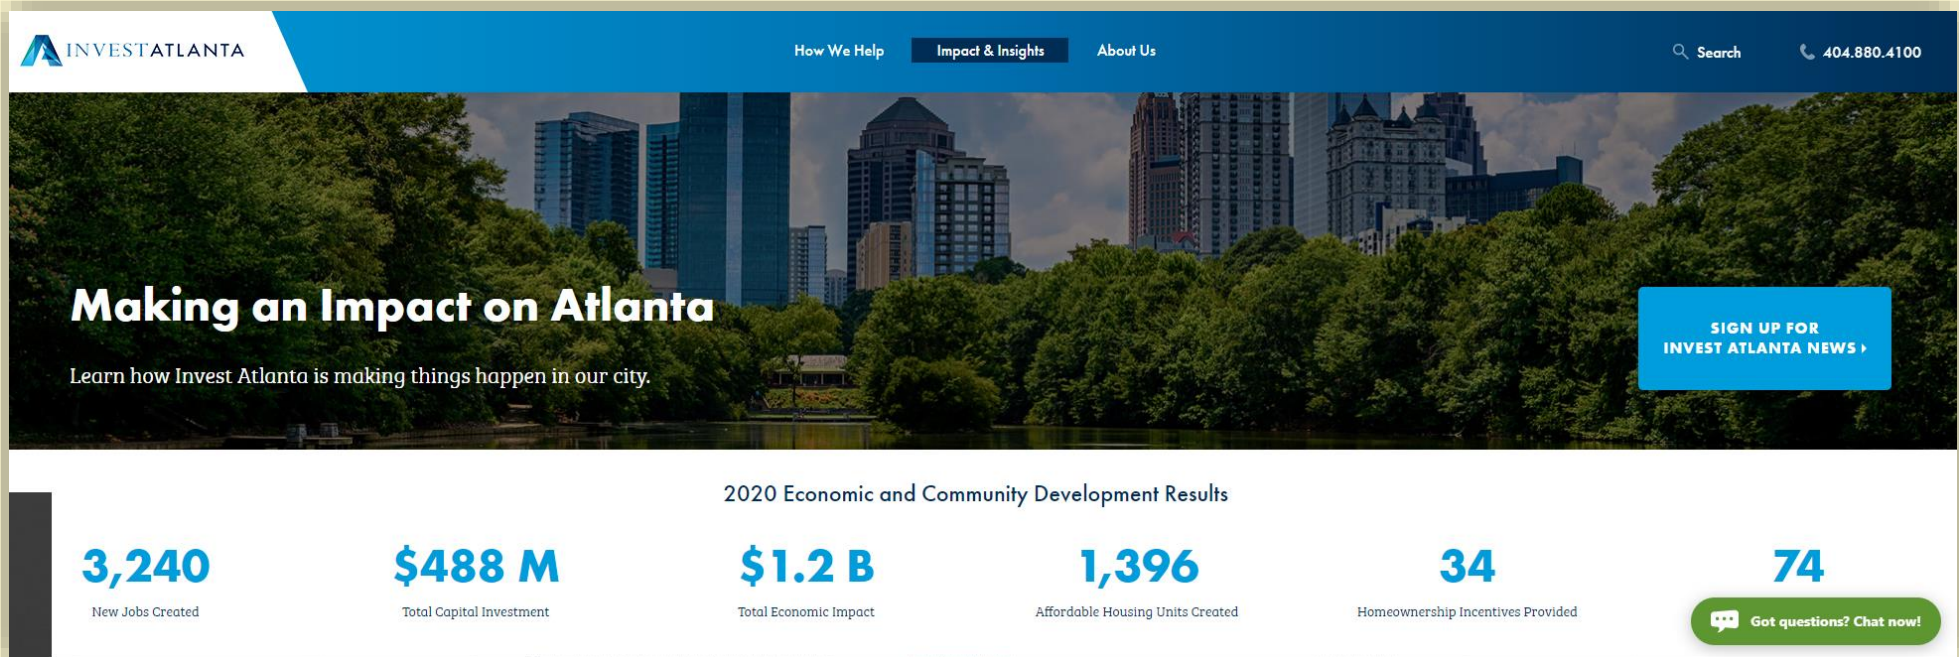 INVESTATLANTA
How We Help
Impact & Insights
About Us
Search
404.880.4100
Making an Impact on Atlanta
Learn how Invest Atlanta is making things happen in our city.
SIGN UP FOR
INVEST ATLANTA NEWS
2020 Economic and Community Development Results
3,240
New Jobs Created
$488 M
Total Capital Investment
$1.2 B
Total Economic Impact
1,396
Affordable Housing Units Created
34
Homeownership Incentives Provided
74
Got questions? Chat now!